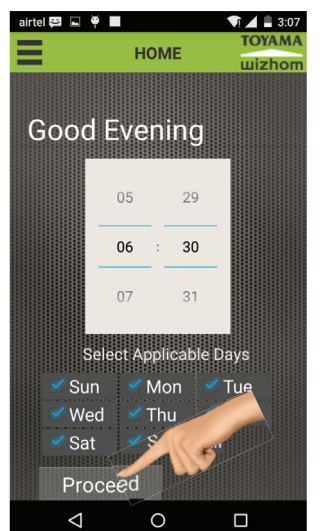 airtel 3:07
HOME
TOYAMA
wizhom
Good Evening
05 29
06 : 30
07 31
Select Applicable Days
Sun Mon Tue
Wed Thu
Sat
Proceed